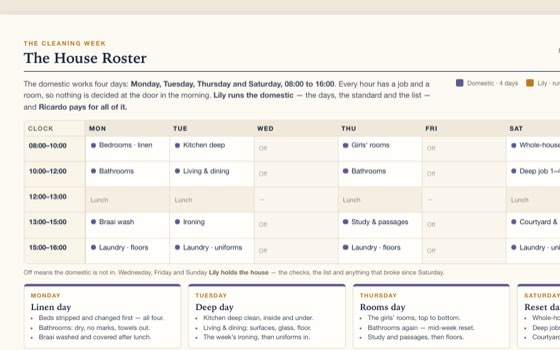 THE CLEANING WEEK
The House Roster
The domestic works four days: Monday, Tuesday, Thursday and Saturday, 08:00 to 16:00. Every hour has a job and a
room, so nothing is decided at the door in the morning. Lily runs the domestic — the days, the standard and the list —
and Ricardo pays for all of it.
Domestic · 4 days Lily · run
CLOCK MON TUE WED THU FRI SAT
08:00–10:00 Bedrooms · linen Kitchen deep Off Girls' rooms Off Whole-house
10:00–12:00 Bathrooms Living & dining Off Bathrooms Off Deep job 1–
12:00–13:00 Lunch Lunch – Lunch – Lunch
13:00–15:00 Braai wash Ironing Off Study & passages Off Courtyard &
15:00–16:00 Laundry · floors Laundry · uniforms Off Laundry · floors Off Laundry · uni
Off means the domestic is not in. Wednesday, Friday and Sunday Lily holds the house — the checks, the list and anything that broke since Saturday.
MONDAY
Linen day
• Beds stripped and changed first — all four.
• Bathrooms: dry, no marks, towels out.
• Braai washed and covered after lunch.
TUESDAY
Deep day
• Kitchen deep clean, inside and under.
• Living & dining: surfaces, glass, floor.
• The week's ironing, then uniforms in.
THURSDAY
Rooms day
• The girls' rooms, top to bottom.
• Bathrooms again — mid-week reset.
• Study and passages, then floors.
SATURDAY
Reset da
• Whole-ho
• Deep job
• Courtyard